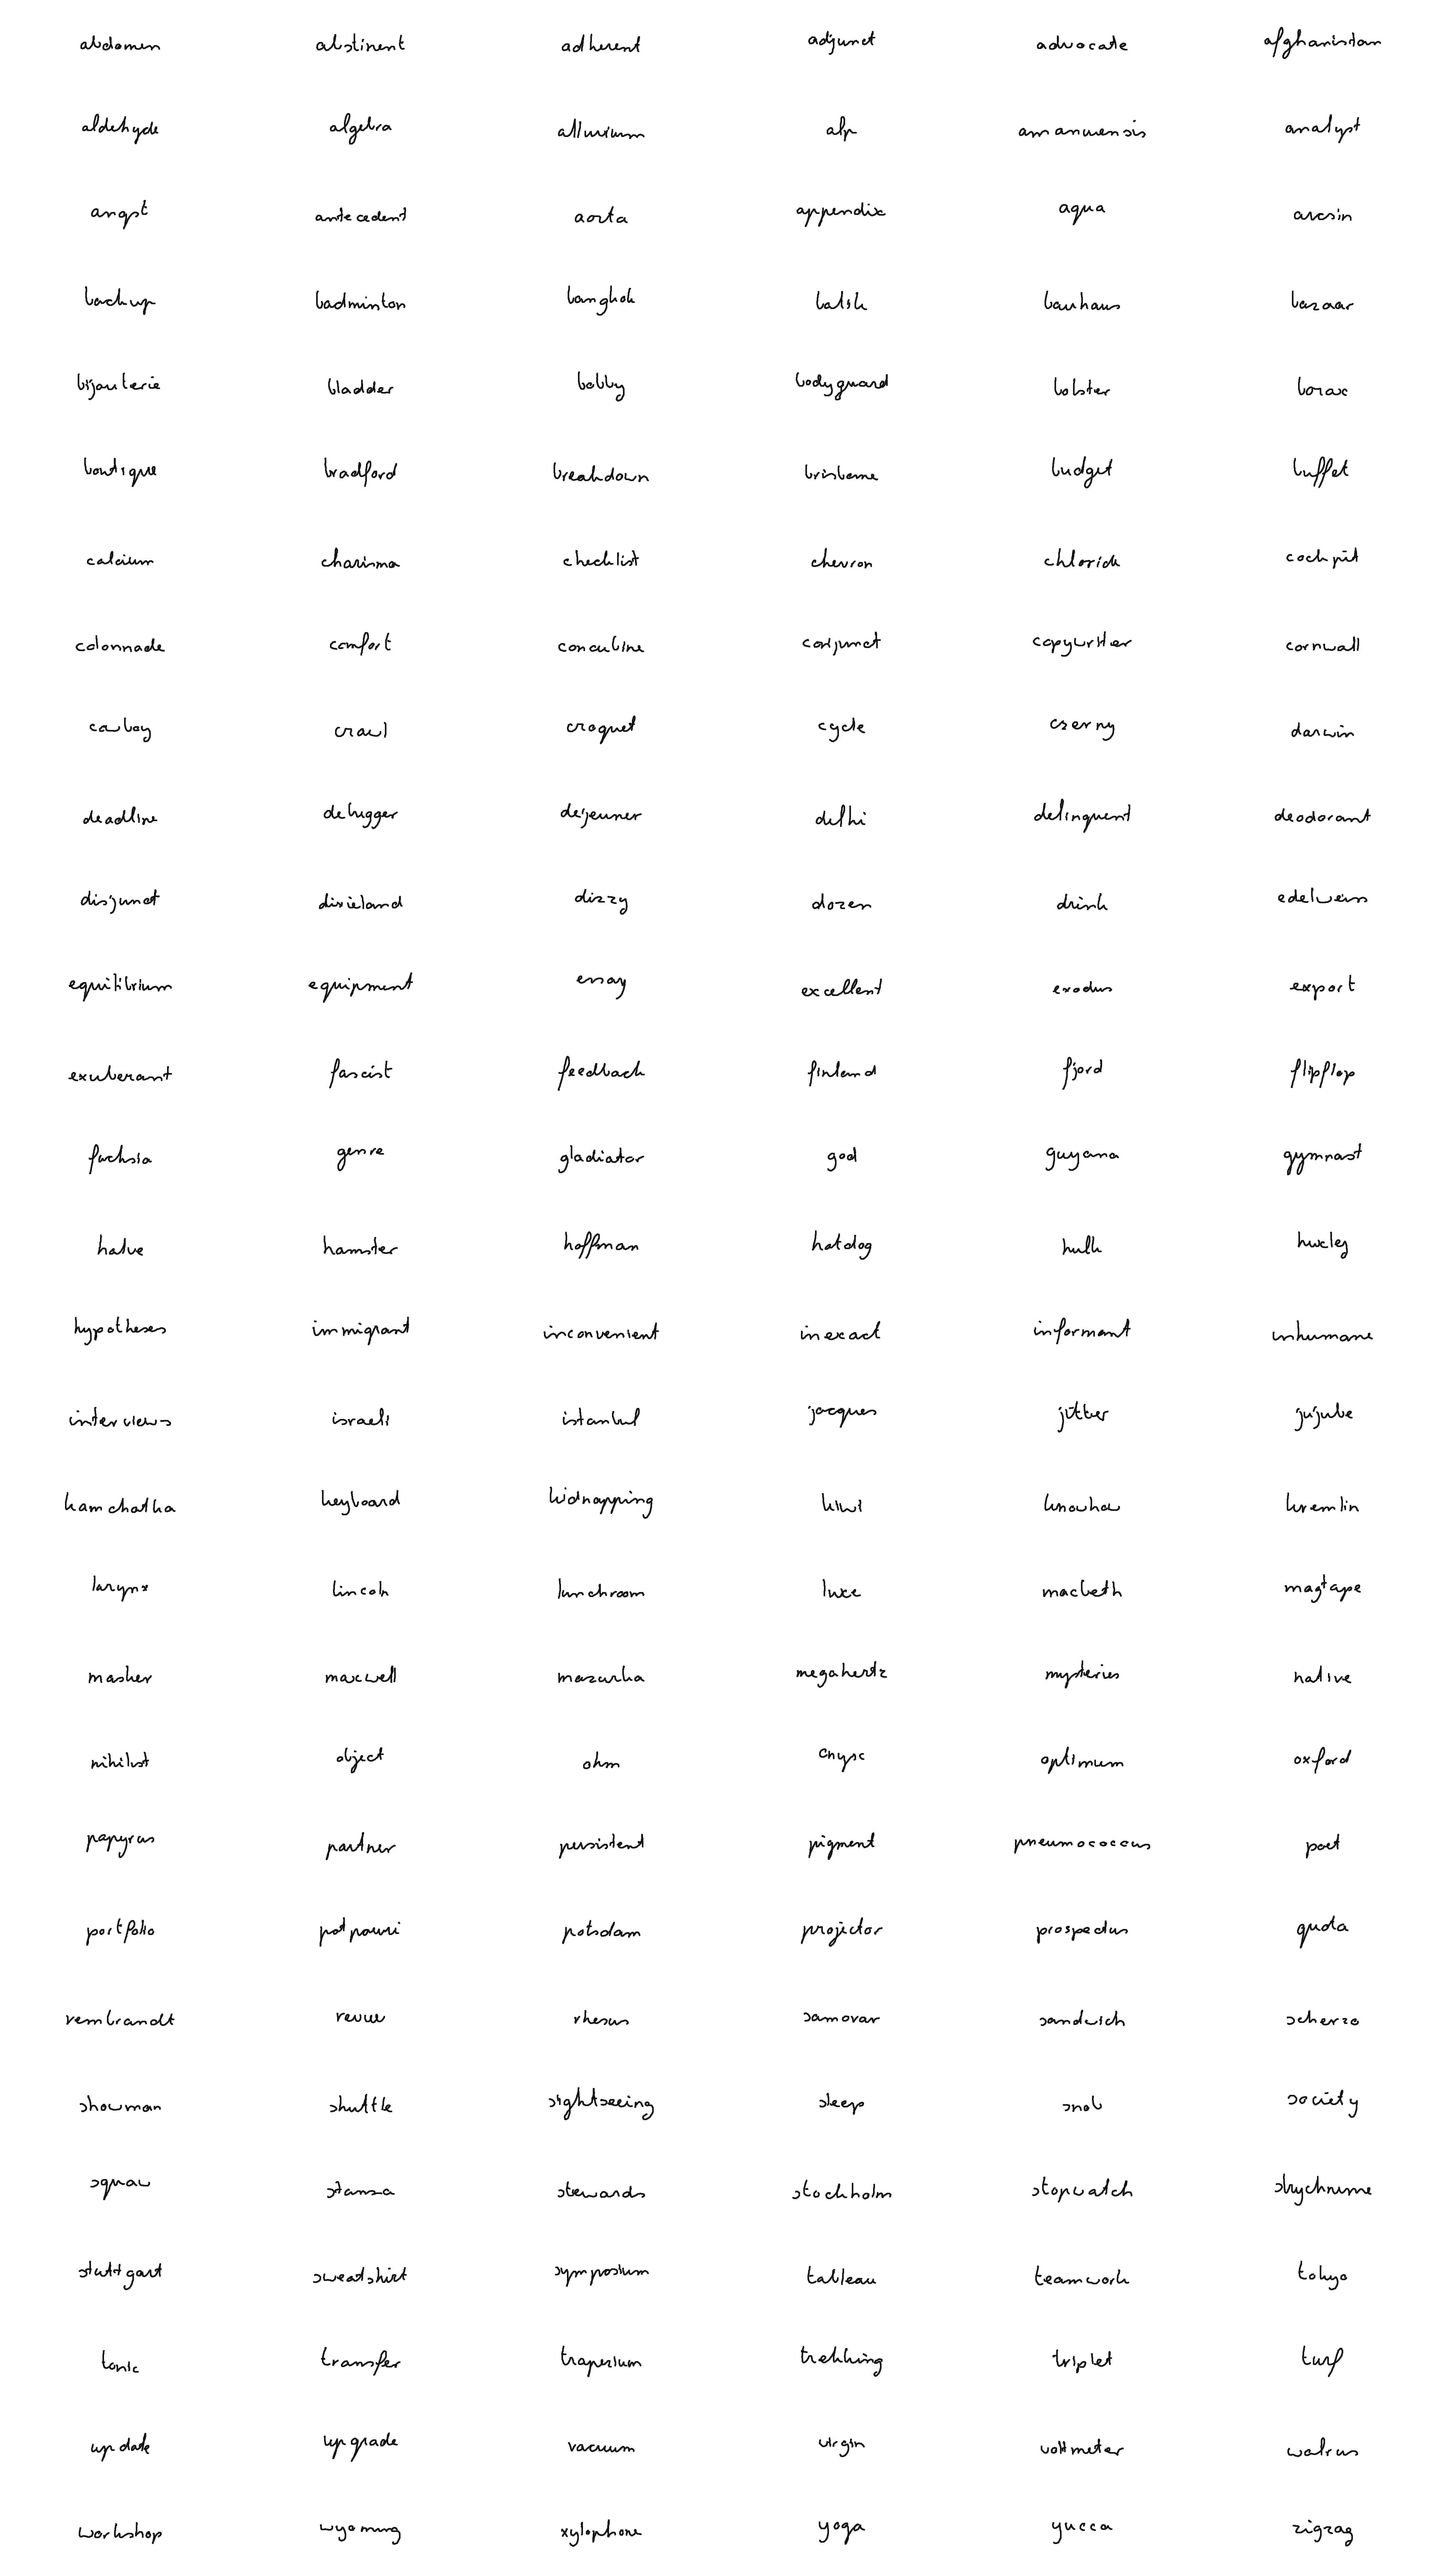 abdomen abstinent adherent adjunct advocate afghanistan
aldehyde algebra alluvium alp amanuensis analyst
angst antecedent aorta appendix aqua arcsin
backup badminton bangkok batik bauhaus bazaar
bijouterie bladder bobby bodyguard lobster borax
boutique bradford breakdown brisbane budget buffet
calcium charisma checklist chevron chloride cockpit
colonnade comfort concubine conjunct copywriter cornwall
cowboy crawl croquet cycle czerny darwin
deadline debugger dejeuner delhi delinquent deodorant
disjunct dixieland dizzy dozen drink edelweiss
equilibrium equipment essay excellent exodus export
exuberant fascist feedback finland fjord flipflop
fuchsia genre gladiator god guyana gymnast
halve hamster hoffman hotdog hulk huxley
hypotheses immigrant inconvenient inexact informant inhumane
interviews israeli istanbul jacques jitter jujube
kamchatka keyboard kidnapping kiwi knowhow kremlin
larynx lincoln lunchroom luxe macbeth magtape
masker maxwell mazurka megahertz mysteries native
nihilist object ohm onyx optimum oxford
papyrus partner persistent pigment pneumococcus poet
portfolio potpourri potsdam projector prospectus quota
rembrandt revue rhesus samovar sandwich scherzo
showman shuttle sightseeing sleep snob society
squaw stanza stewards stockholm stopwatch strychnine
stuttgart sweatshirt symposium tableau teamwork tokyo
tonic transfer trapezium trekking triplet turf
update upgrade vacuum virgin voltmeter walrus
workshop wyoming xylophone yoga yucca zigzag